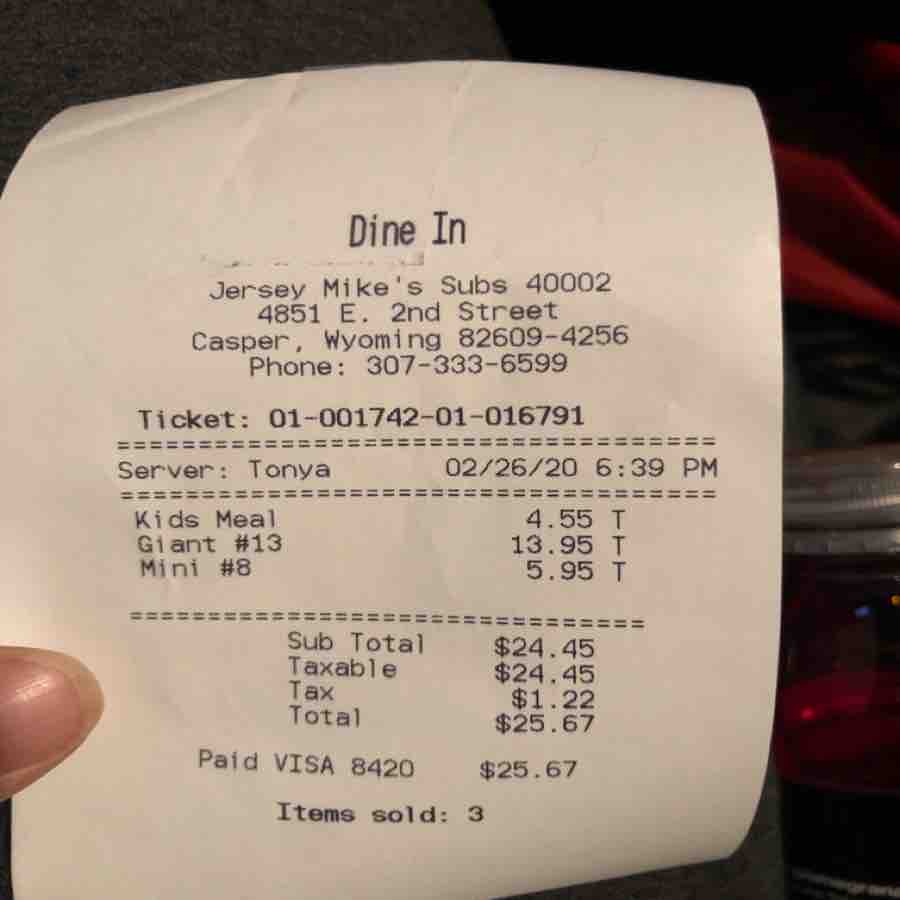 Dine In
Jersey Mike's Subs 40002
4851 E. 2nd Street
Casper, Wyoming 82609-4256
Phone: 307-333-6599
Ticket: 01-001742-01-016791
=====================================
Server: Tonya 02/26/20 6:39 PM
=====================================
Kids Meal 4.55 T
Giant #13 13.95 T
Mini #8 5.95 T
================================
Sub Total $24.45
Taxable $24.45
Tax $1.22
Total $25.67
Paid VISA 8420 $25.67
Items sold: 3